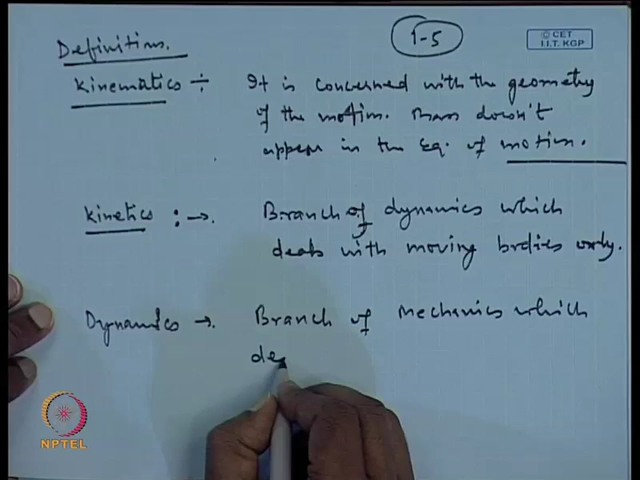 Definition.
1-5
© CET
I.I.T. KGP
Kinematics ÷ It is concerned with the geometry
of the motion. Mass doesn't
appear in the Eq. of motion.
Kinetics :→. Branch of dynamics which
deals with moving bodies only.
Dynamics →. Branch of Mechanics which
de
NPTEL